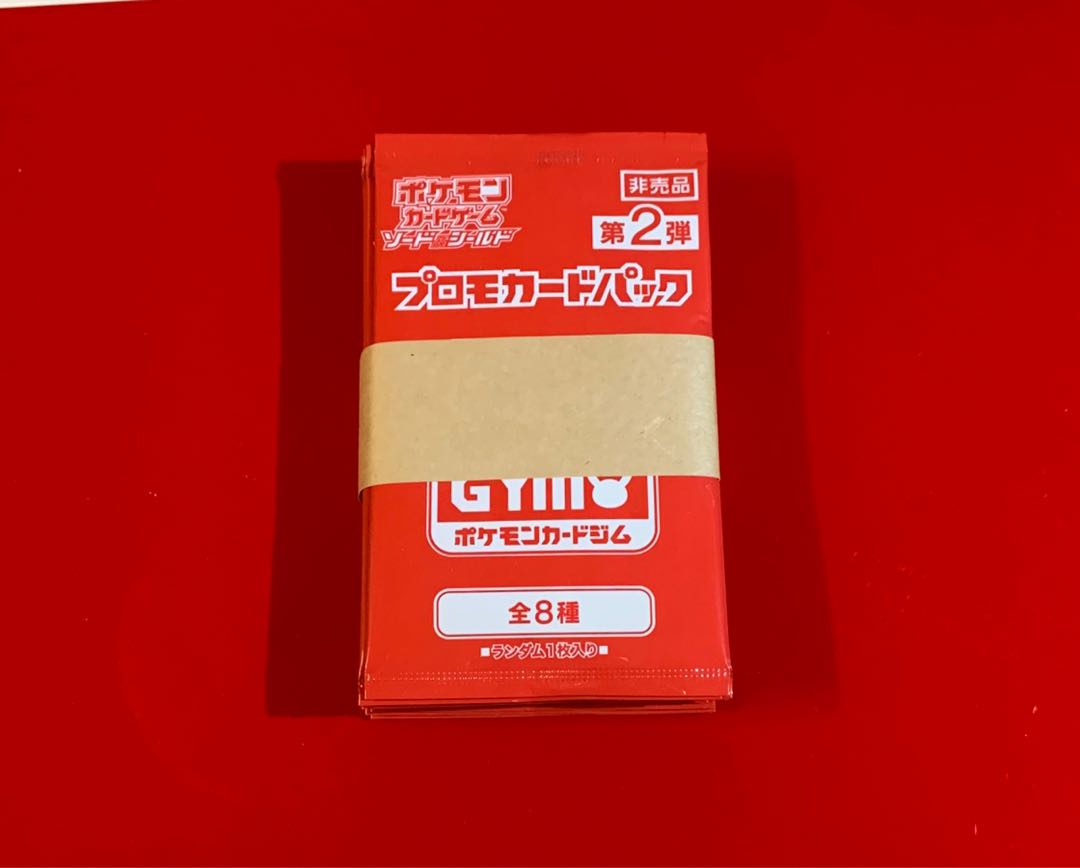 ポケモン
カードゲーム
ソード&シールド
非売品
第2弾
プロモカードパック
GYM
ポケモンカードジム
全8種
■ランダム1枚入り■